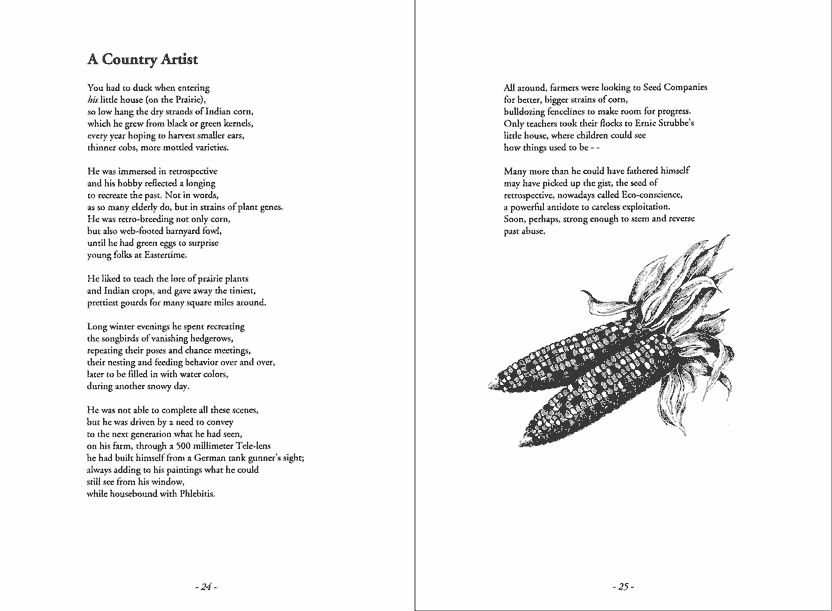 A Country Artist
You had to duck when entering
his little house (on the Prairie),
so low hang the dry strands of Indian corn,
which he grew from black or green kernels,
every year hoping to harvest smaller ears,
thinner cobs, more mottled varieties.
He was immersed in retrospective
and his hobby reflected a longing
to recreate the past. Not in words,
as so many elderly do, but in strains of plant genes.
He was retro-breeding not only corn,
but also web-footed barnyard fowl,
until he had green eggs to surprise
young folks at Eastertime.
He liked to teach the lore of prairie plants
and Indian crops, and gave away the tiniest,
prettiest gourds for many square miles around.
Long winter evenings he spent recreating
the songbirds of vanishing hedgerows,
repeating their poses and chance meetings,
their nesting and feeding behavior over and over,
later to be filled in with water colors,
during another snowy day.
He was not able to complete all these scenes,
but he was driven by a need to convey
to the next generation what he had seen,
on his farm, through a 500 millimeter Tele-lens
he had built himself from a German tank gunner's sight;
always adding to his paintings what he could
still see from his window,
while housebound with Phlebitis.
- 24 -
All around, farmers were looking to Seed Companies
for better, bigger strains of corn,
bulldozing fencelines to make room for progress.
Only teachers took their flocks to Ernie Strubbe's
little house, where children could see
how things used to be - -
Many more than he could have fathered himself
may have picked up the gist, the seed of
retrospective, nowadays called Eco-conscience,
a powerful antidote to careless exploitation.
Soon, perhaps, strong enough to stem and reverse
past abuse.
- 25 -